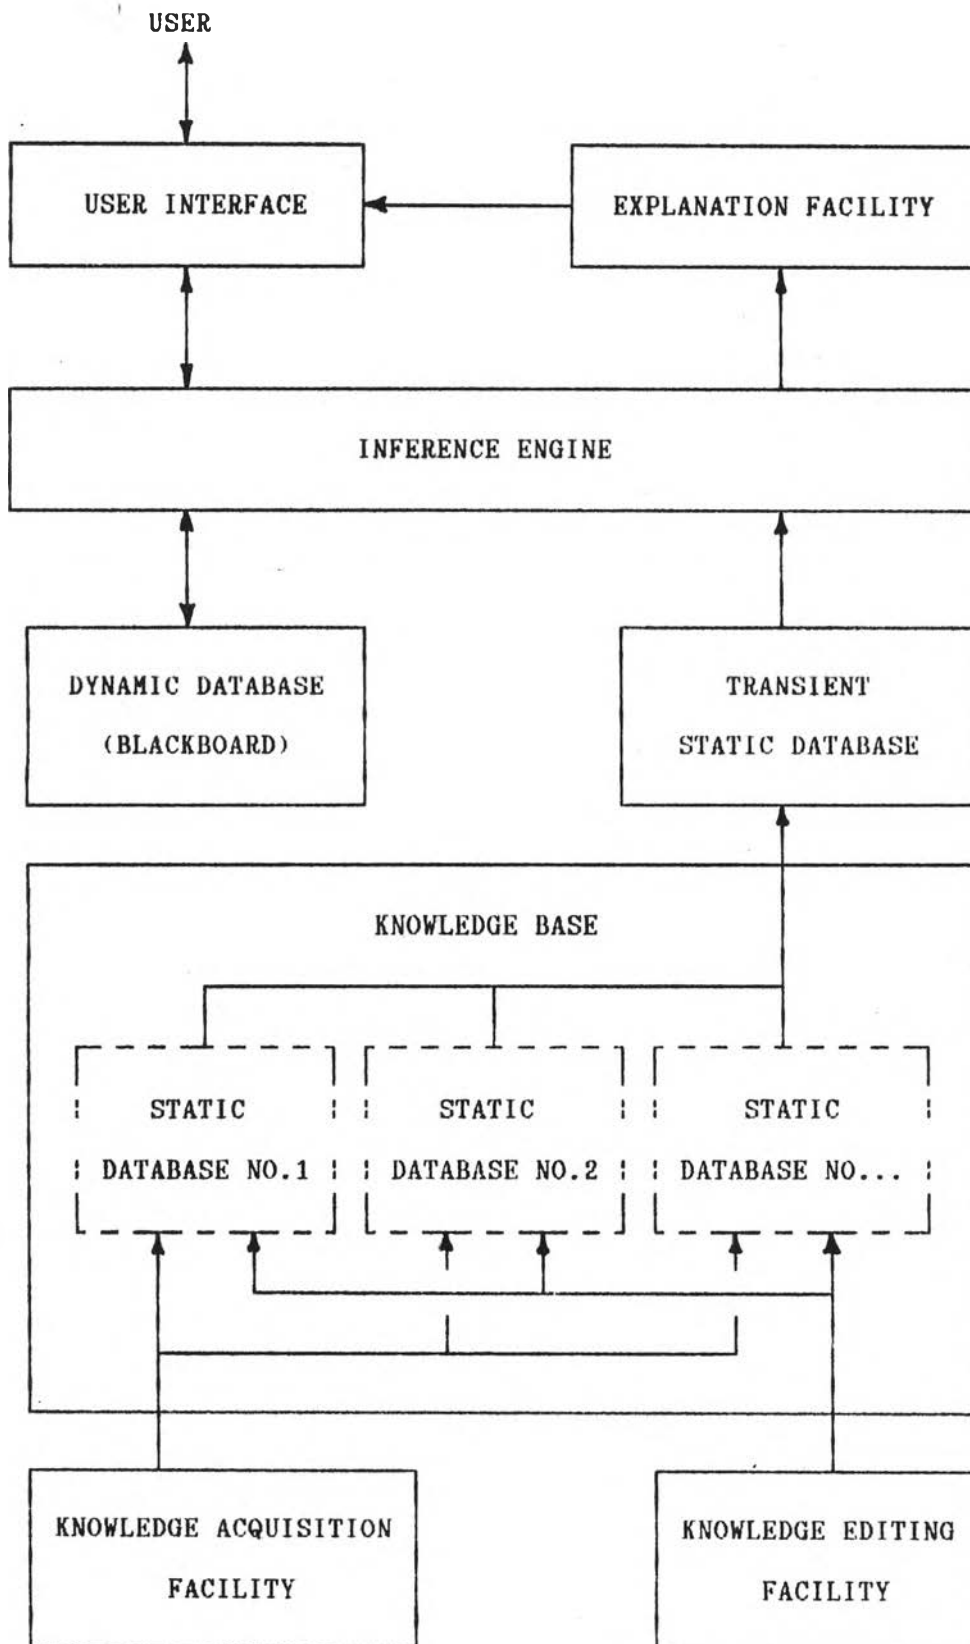 USER
USER INTERFACE
EXPLANATION FACILITY
INFERENCE ENGINE
DYNAMIC DATABASE
(BLACKBOARD)
TRANSIENT
STATIC DATABASE
KNOWLEDGE BASE
STATIC
DATABASE NO.1
STATIC
DATABASE NO.2
STATIC
DATABASE NO...
KNOWLEDGE ACQUISITION
FACILITY
KNOWLEDGE EDITING
FACILITY